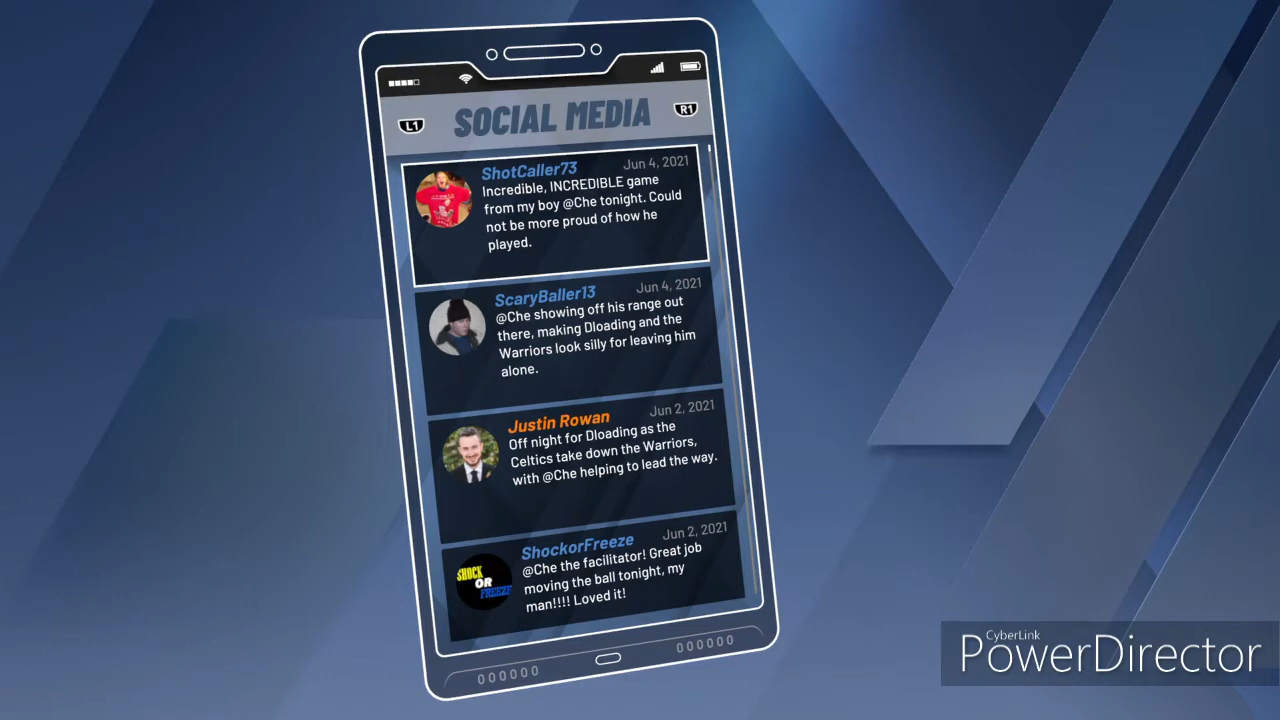 L1
SOCIAL MEDIA
R1
ShotCaller73
Jun 4, 2021
Incredible, INCREDIBLE game
from my boy @Che tonight. Could
not be more proud of how he
played.
ScaryBaller13
Jun 4, 2021
@Che showing off his range out
there, making Dloading and the
Warriors look silly for leaving him
alone.
Justin Rowan
Jun 2, 2021
Off night for Dloading as the
Celtics take down the Warriors,
with @Che helping to lead the way.
SHOCK
OR
FREEZE
ShockorFreeze
Jun 2, 2021
@Che the facilitator! Great job
moving the ball tonight, my
man!!!! Loved it!
CyberLink
PowerDirector